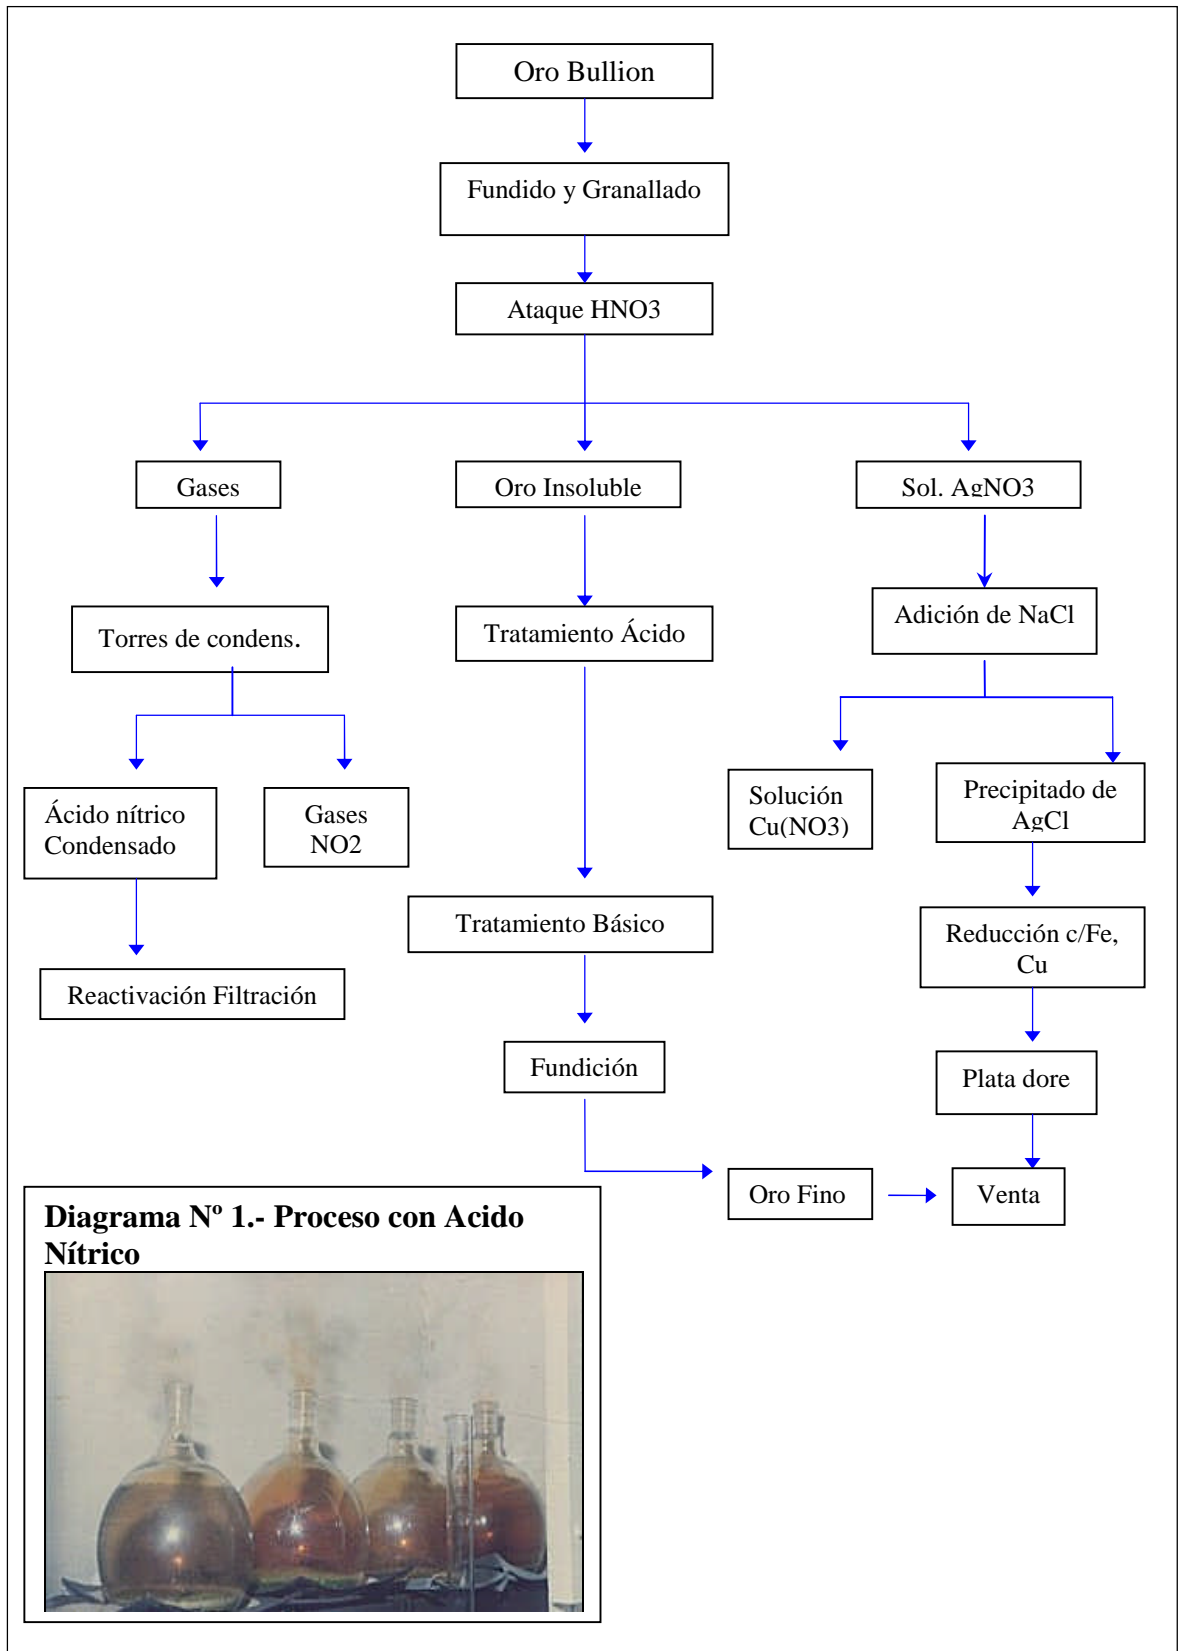 Oro Bullion
Fundido y Granallado
Ataque HNO3
Gases
Oro Insoluble
Sol. AgNO3
Torres de condens.
Tratamiento Ácido
Adición de NaCl
Ácido nítrico
Condensado
Gases
NO2
Solución
Cu(NO3)
Precipitado de
AgCl
Tratamiento Básico
Reducción c/Fe,
Cu
Reactivación Filtración
Fundición
Plata dore
Oro Fino
Venta
Diagrama Nº 1.- Proceso con Acido
Nítrico